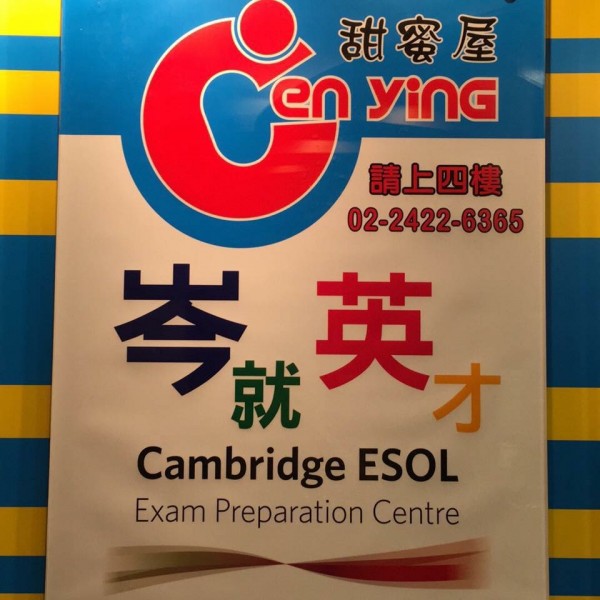 甜蜜屋
Cen Ying
請上四樓
02-2422-6365
岑就英才
Cambridge ESOL
Exam Preparation Centre